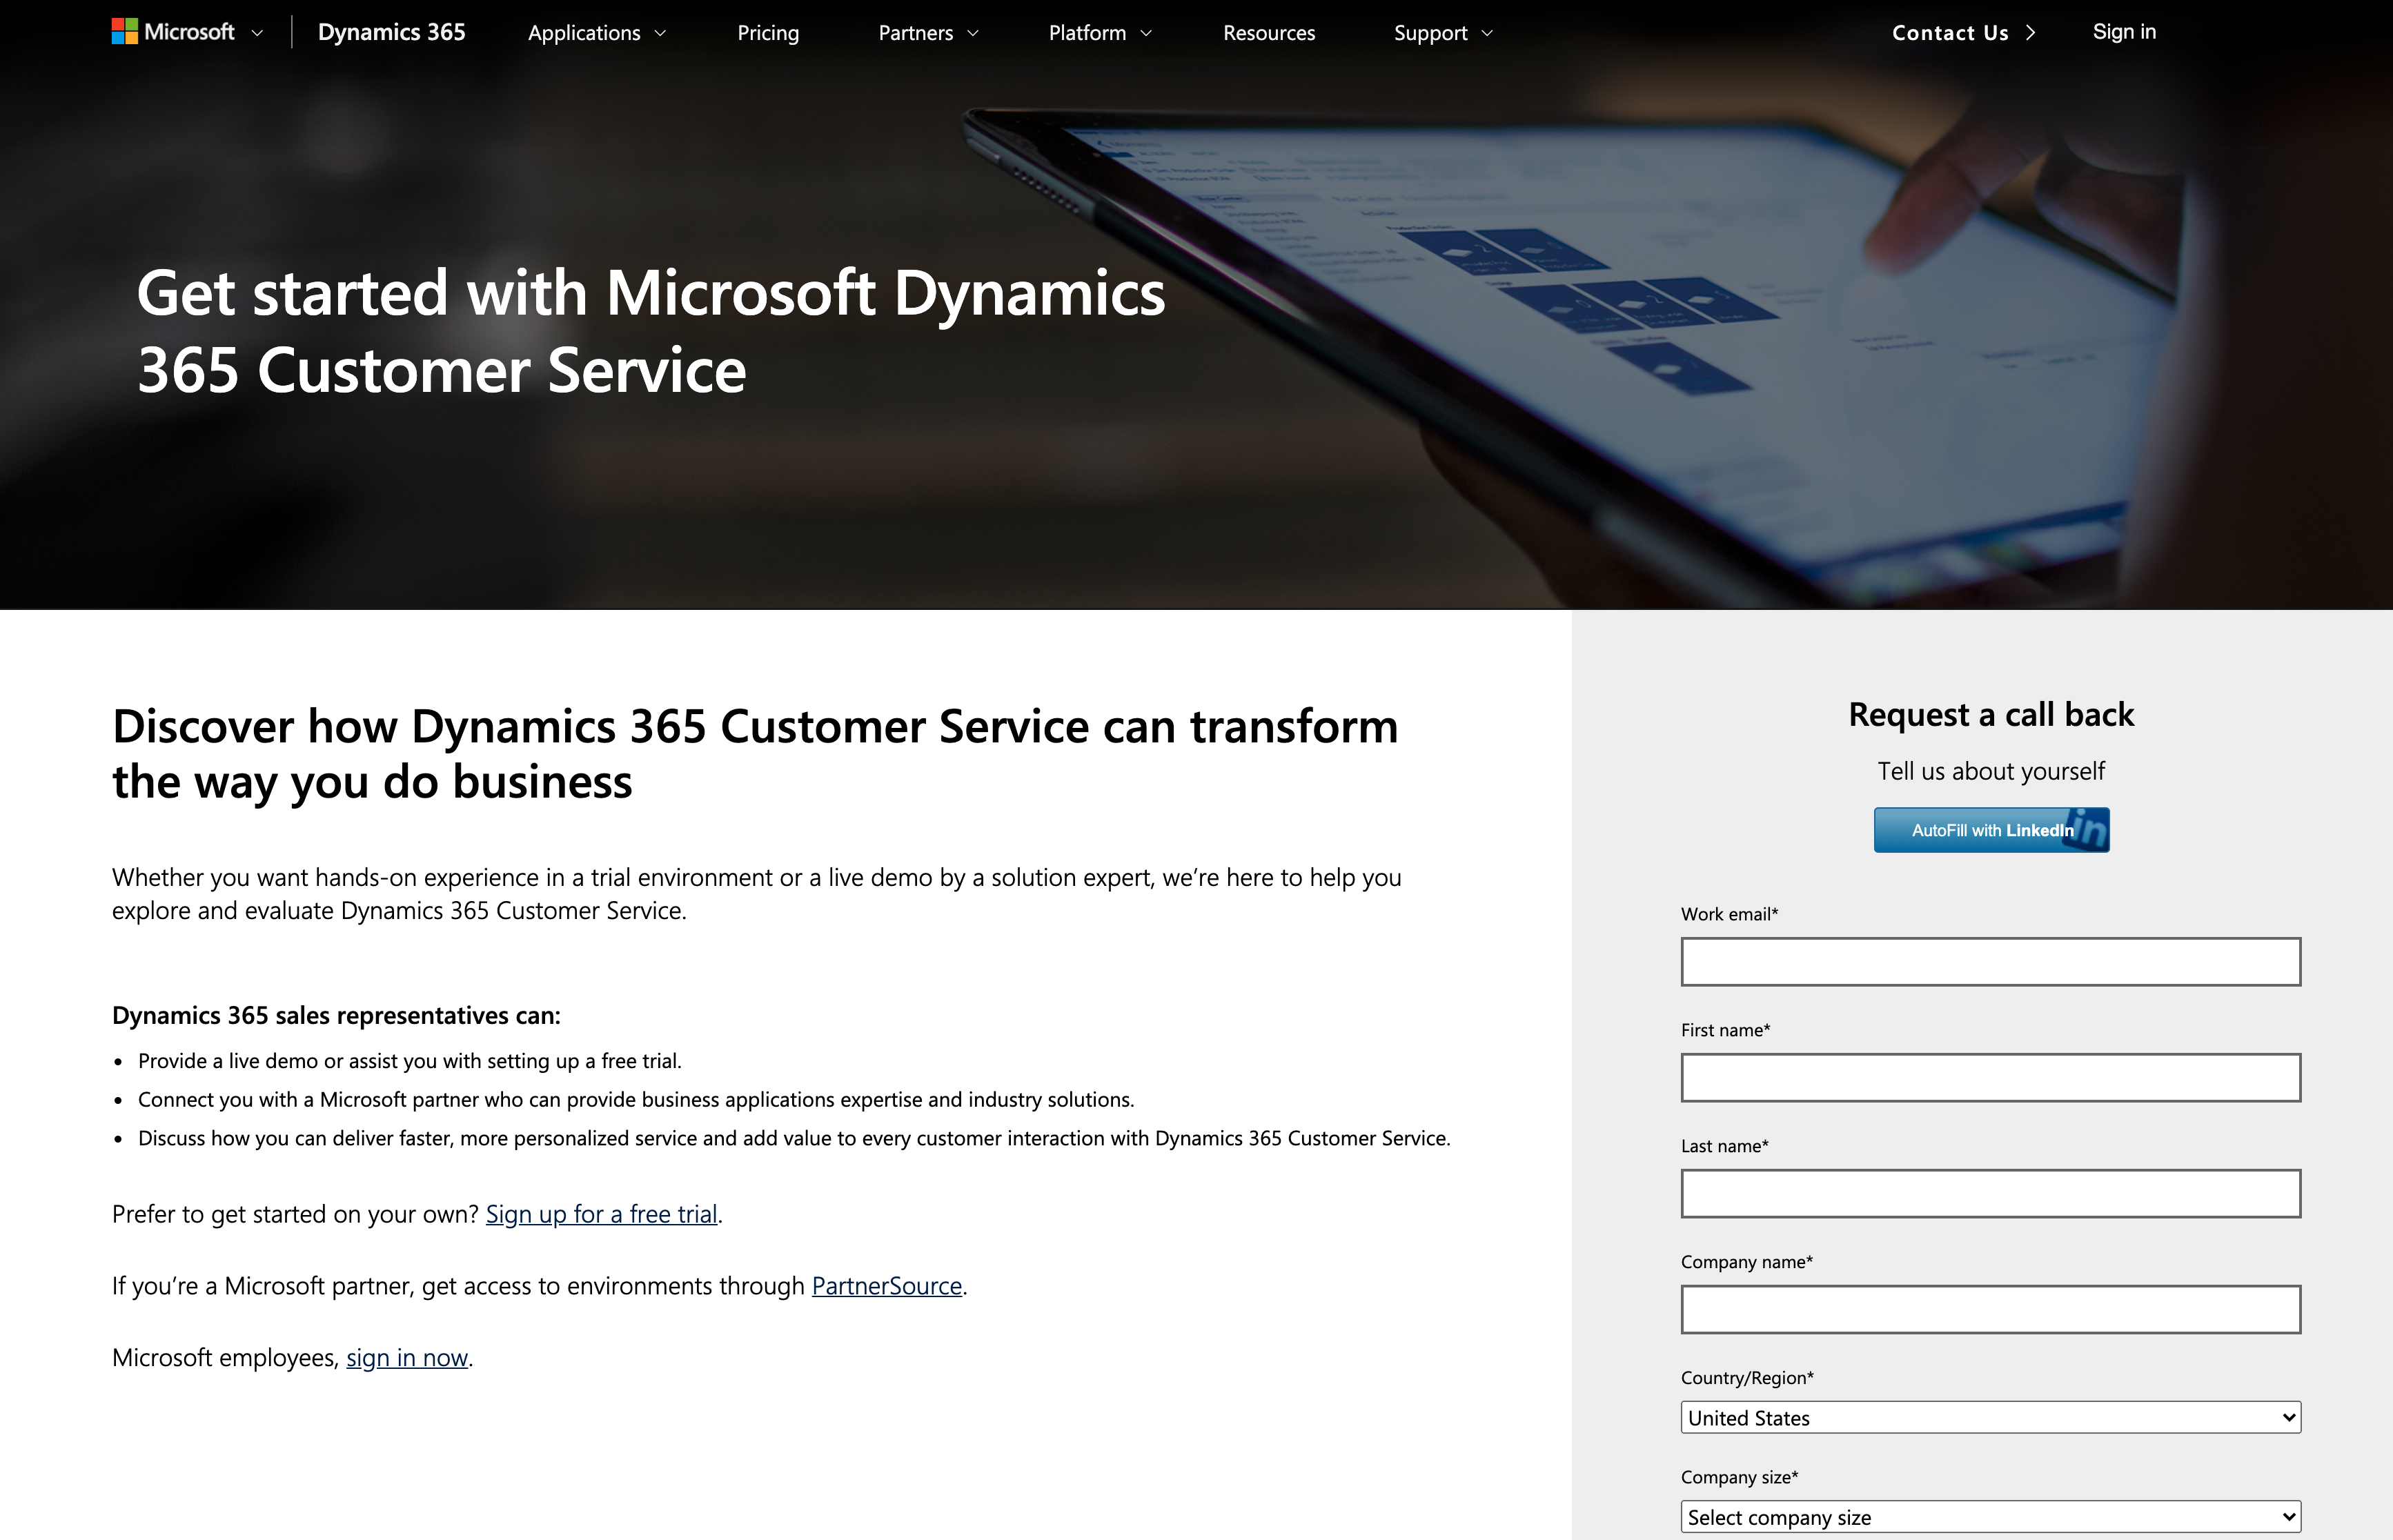 Microsoft
Dynamics 365
Applications
Pricing
Partners
Platform
Resources
Support
Contact Us
Sign in
Get started with Microsoft Dynamics
365 Customer Service
Discover how Dynamics 365 Customer Service can transform
the way you do business
Whether you want hands-on experience in a trial environment or a live demo by a solution expert, we’re here to help you
explore and evaluate Dynamics 365 Customer Service.
Dynamics 365 sales representatives can:
• Provide a live demo or assist you with setting up a free trial.
• Connect you with a Microsoft partner who can provide business applications expertise and industry solutions.
• Discuss how you can deliver faster, more personalized service and add value to every customer interaction with Dynamics 365 Customer Service.
Prefer to get started on your own? Sign up for a free trial.
If you’re a Microsoft partner, get access to environments through PartnerSource.
Microsoft employees, sign in now.
Request a call back
Tell us about yourself
AutoFill with LinkedIn
in
Work email*
First name*
Last name*
Company name*
Country/Region*
United States
Company size*
Select company size